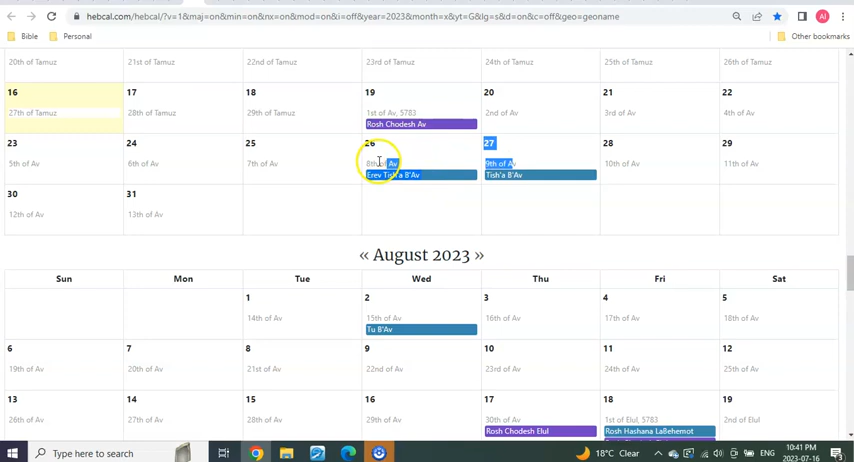 hebcal.com/hebcal/?v=1&maj=on&min=on&nx=on&mod=on&i=off&year=2023&month=x&yt=G&lg=s&d=on&c=off&geo=geoname
AI
Bible Personal Other bookmarks
20th of Tamuz 21st of Tamuz 22nd of Tamuz 23rd of Tamuz 24th of Tamuz 25th of Tamuz 26th of Tamuz
16 17 18 19 20 21 22
27th of Tamuz 28th of Tamuz 29th of Tamuz 1st of Av, 5783 2nd of Av 3rd of Av 4th of Av
Rosh Chodesh Av
23 24 25 26 27 28 29
5th of Av 6th of Av 7th of Av 8th of Av 9th of Av 10th of Av 11th of Av
Erev Tish'a B'Av Tish'a B'Av
30 31
12th of Av 13th of Av
« August 2023 »
Sun Mon Tue Wed Thu Fri Sat
1 2 3 4 5
14th of Av 15th of Av 16th of Av 17th of Av 18th of Av
Tu B'Av
6 7 8 9 10 11 12
19th of Av 20th of Av 21st of Av 22nd of Av 23rd of Av 24th of Av 25th of Av
13 14 15 16 17 18 19
26th of Av 27th of Av 28th of Av 29th of Av 30th of Av 1st of Elul, 5783 2nd of Elul
Rosh Chodesh Elul Rosh Hashana LaBehemot
Type here to search 18°C Clear ENG 10:41 PM
2023-07-16